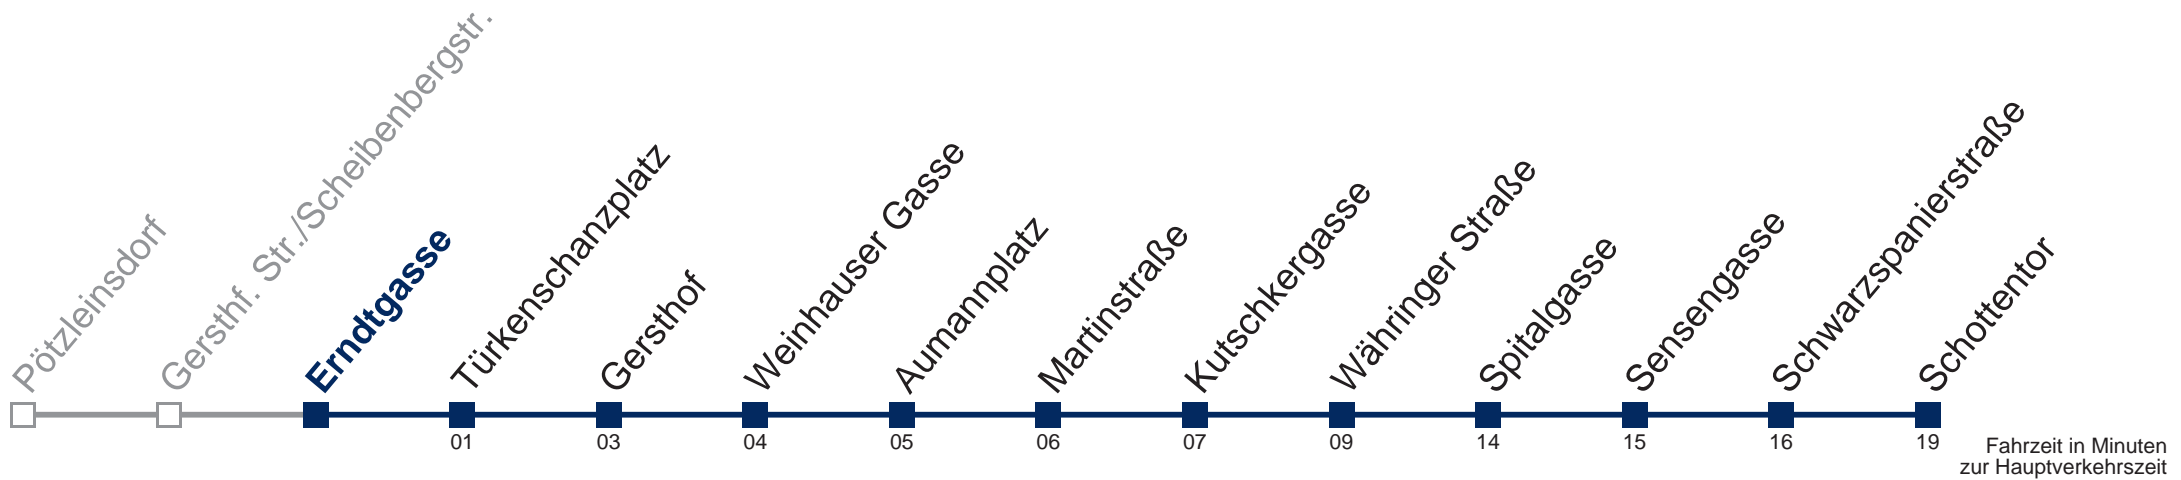 Pötzleinsdorf
Gersthf. Str./Scheibenbergstr.
Erndtgasse
Türkenschanzplatz
Gersthof
Weinhauser Gasse
Aumannplatz
Martinstraße
Kutschkergasse
Währinger Straße
Spitalgasse
Sensengasse
Schwarzspanierstraße
Schottentor
01 03 04 05 06 07 09 14 15 16 19
Fahrzeit in Minuten
zur Hauptverkehrszeit